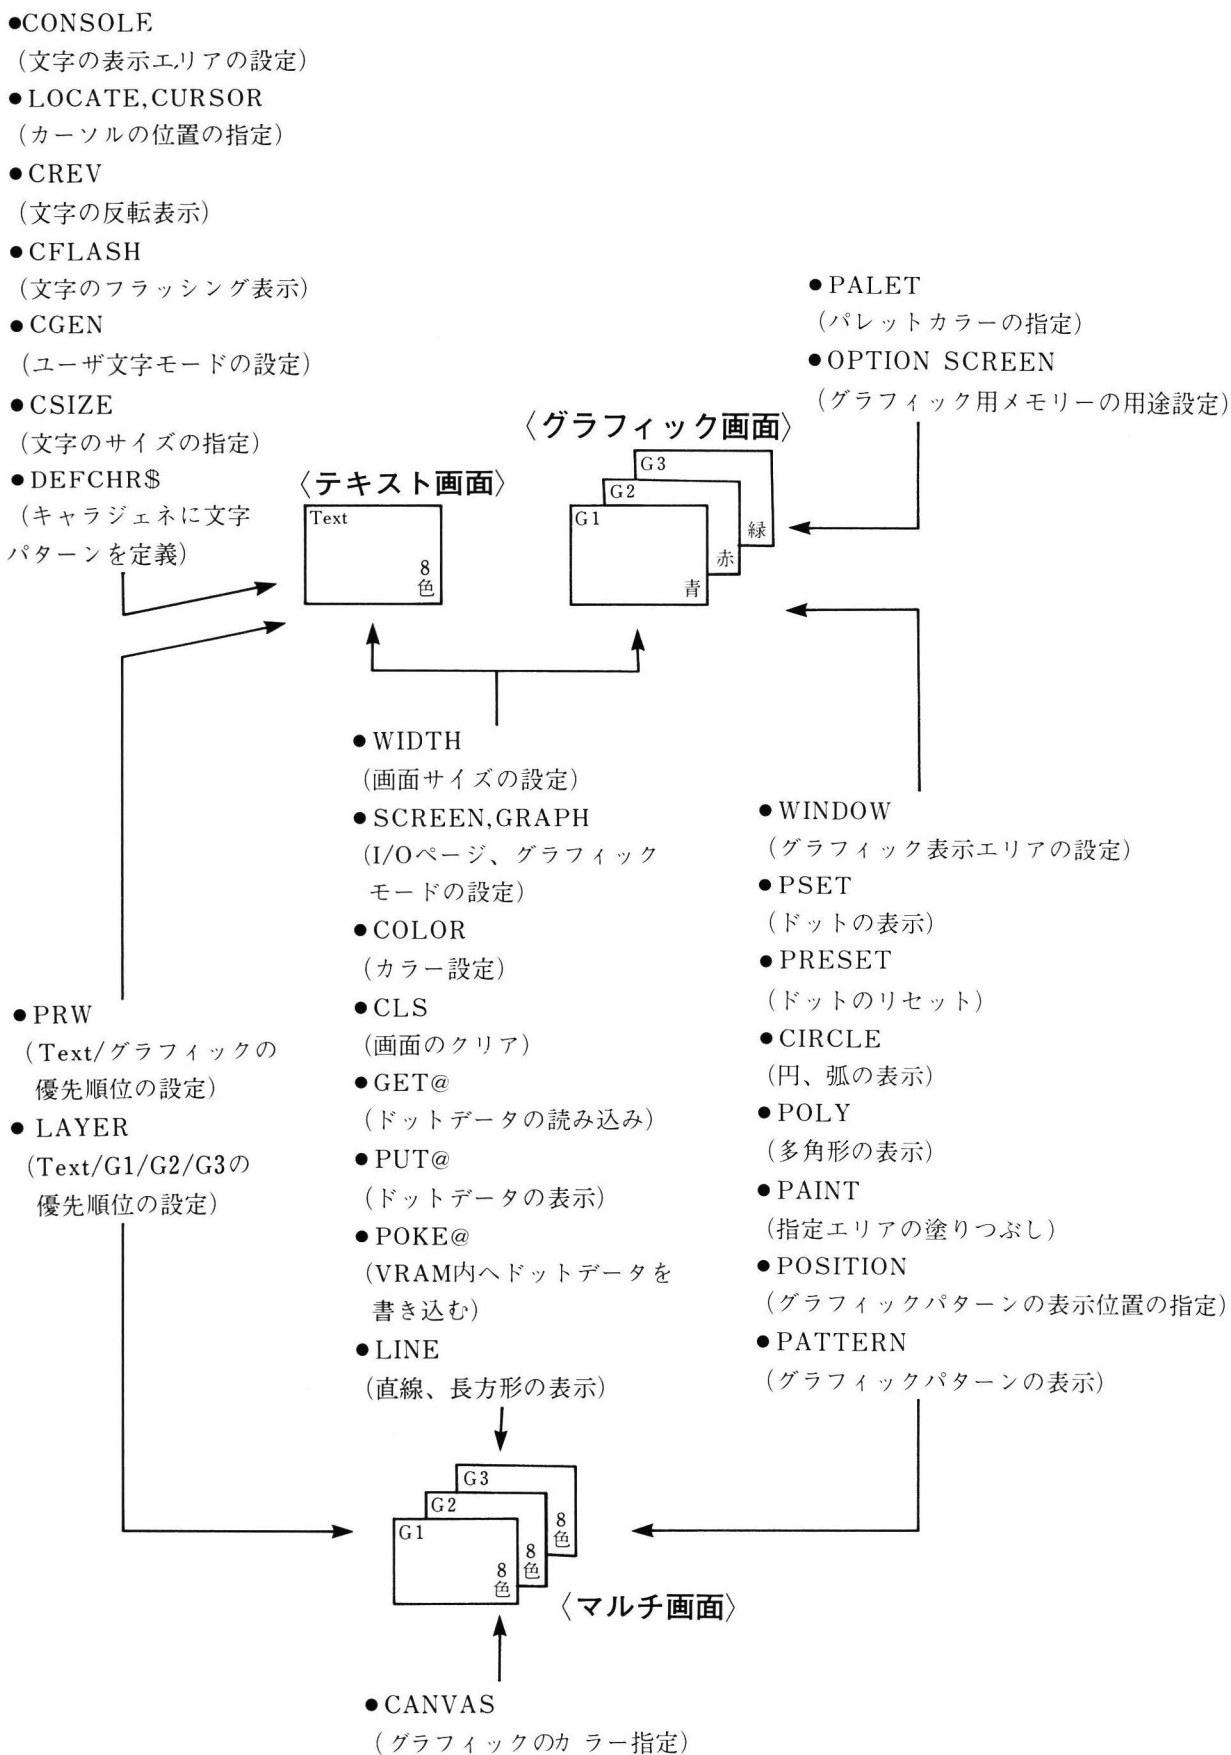 ●CONSOLE
(文字の表示エリアの設定)
●LOCATE,CURSOR
(カーソルの位置の指定)
●CREV
(文字の反転表示)
●CFLASH
(文字のフラッシング表示)
●CGEN
(ユーザ文字モードの設定)
●CSIZE
(文字のサイズの指定)
●DEFCHR$
(キャラジェネに文字
パターンを定義)
●PALET
(パレットカラーの指定)
●OPTION SCREEN
(グラフィック用メモリーの用途設定)
〈テキスト画面〉
Text
8
色
〈グラフィック画面〉
G3
G2
G1
緑
赤
青
●PRW
(Text/グラフィックの
優先順位の設定)
●LAYER
(Text/G1/G2/G3の
優先順位の設定)
●WIDTH
(画面サイズの設定)
●SCREEN,GRAPH
(I/Oページ、グラフィック
モードの設定)
●COLOR
(カラー設定)
●CLS
(画面のクリア)
●GET@
(ドットデータの読み込み)
●PUT@
(ドットデータの表示)
●POKE@
(VRAM内へドットデータを
書き込む)
●LINE
(直線、長方形の表示)
●WINDOW
(グラフィック表示エリアの設定)
●PSET
(ドットの表示)
●PRESET
(ドットのリセット)
●CIRCLE
(円、弧の表示)
●POLY
(多角形の表示)
●PAINT
(指定エリアの塗りつぶし)
●POSITION
(グラフィックパターンの表示位置の指定)
●PATTERN
(グラフィックパターンの表示)
G3
G2
G1
8
色
8
色
8
色
〈マルチ画面〉
●CANVAS
(グラフィックのカラー指定)